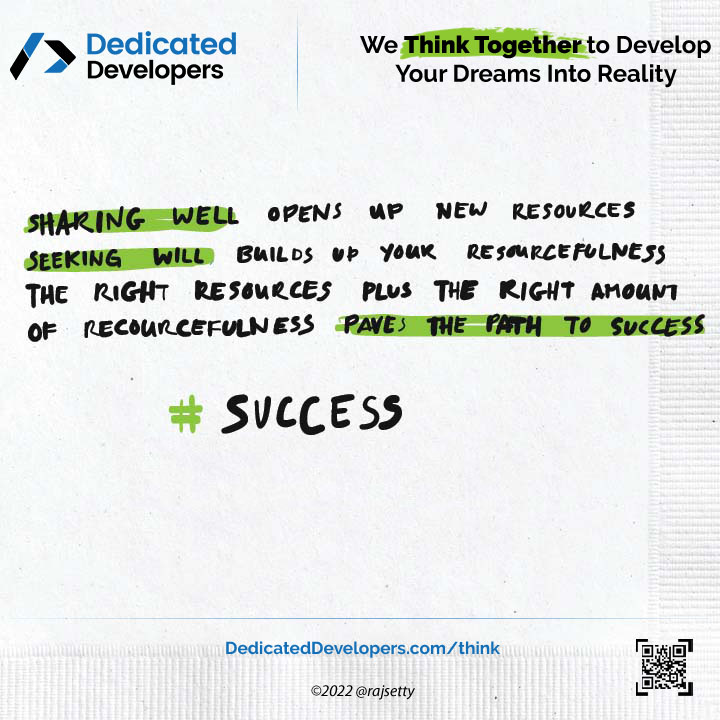 Dedicated
Developers
We Think Together to Develop
Your Dreams Into Reality
SHARING WELL OPENS UP NEW RESOURCES
SEEKING WILL BUILDS UP YOUR RESOURCEFULNESS
THE RIGHT RESOURCES PLUS THE RIGHT AMOUNT
OF RECOURCEFULNESS PAVES THE PATH TO SUCCESS
# SUCCESS
DedicatedDevelopers.com/think
©2022 @rajsetty